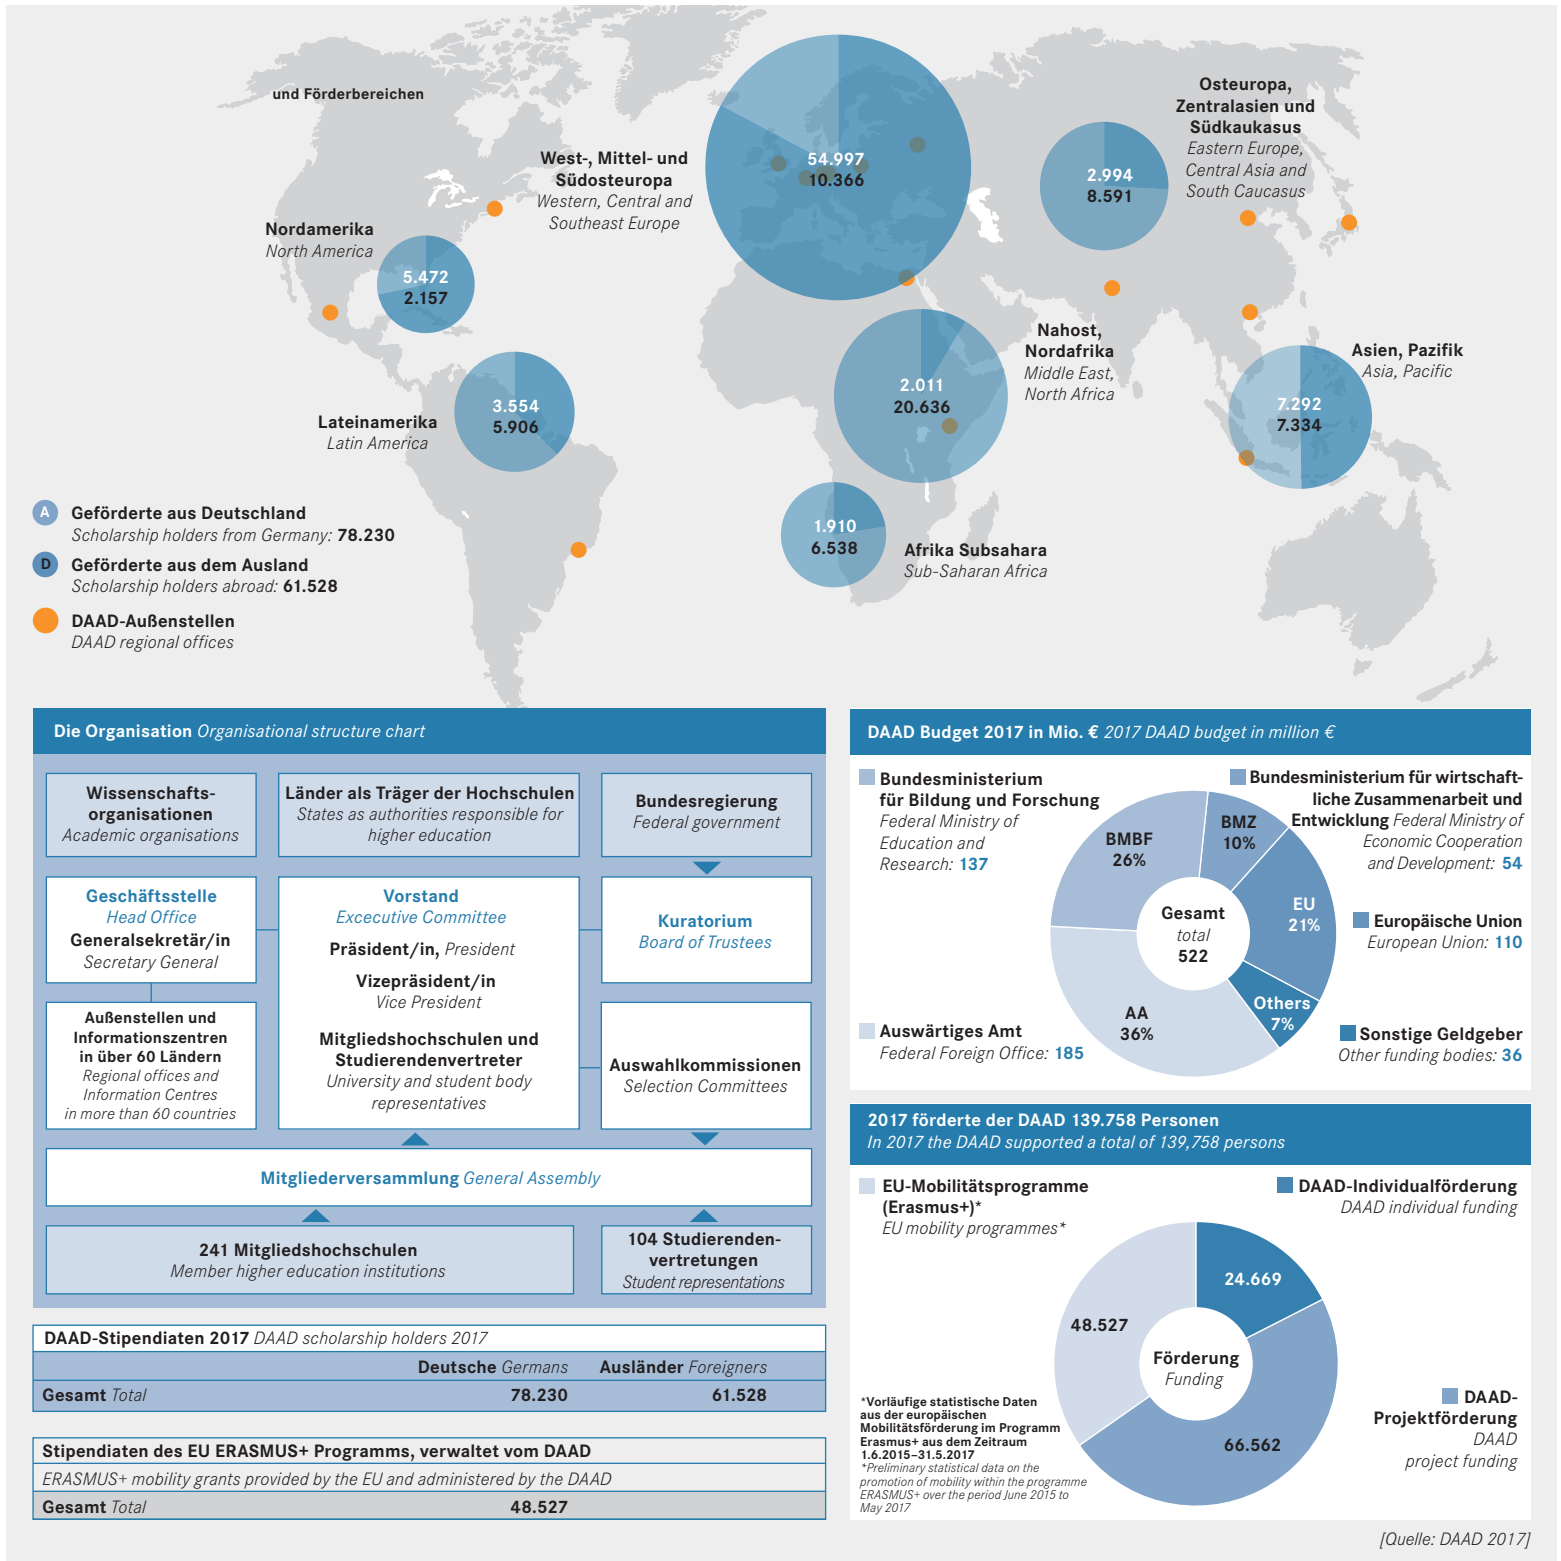 und Förderbereichen
West-, Mittel- und
Südosteuropa
Western, Central and
Southeast Europe
54.997
10.366
Osteuropa,
Zentralasien und
Südkaukasus
Eastern Europe,
Central Asia and
South Caucasus
2.994
8.591
Nordamerika
North America
5.472
2.157
Nahost,
Nordafrika
Middle East,
North Africa
2.011
20.636
Asien, Pazifik
Asia, Pacific
7.292
7.334
Lateinamerika
Latin America
3.554
5.906
1.910
6.538
Afrika Subsahara
Sub-Saharan Africa
A
Geförderte aus Deutschland
Scholarship holders from Germany: 78.230
D
Geförderte aus dem Ausland
Scholarship holders abroad: 61.528
DAAD-Außenstellen
DAAD regional offices
Die Organisation Organisational structure chart
Wissenschafts-
organisationen
Academic organisations
Länder als Träger der Hochschulen
States as authorities responsible for
higher education
Bundesregierung
Federal government
Geschäftsstelle
Head Office
Generalsekretär/in
Secretary General
Vorstand
Excecutive Committee
Präsident/in, President
Vizepräsident/in
Vice President
Mitgliedshochschulen und
Studierendenvertreter
University and student body
representatives
Kuratorium
Board of Trustees
Außenstellen und
Informationszentren
in über 60 Ländern
Regional offices and
Information Centres
in more than 60 countries
Auswahlkommissionen
Selection Committees
Mitgliederversammlung General Assembly
241 Mitgliedshochschulen
Member higher education institutions
104 Studierenden-
vertretungen
Student representations
DAAD-Stipendiaten 2017 DAAD scholarship holders 2017
Deutsche Germans Ausländer Foreigners
Gesamt Total 78.230 61.528
Stipendiaten des EU ERASMUS+ Programms, verwaltet vom DAAD
ERASMUS+ mobility grants provided by the EU and administered by the DAAD
Gesamt Total 48.527
DAAD Budget 2017 in Mio. € 2017 DAAD budget in million €
Bundesministerium
für Bildung und Forschung
Federal Ministry of
Education and
Research: 137
Bundesministerium für wirtschaft-
liche Zusammenarbeit und
Entwicklung Federal Ministry of
Economic Cooperation
and Development: 54
BMBF
26%
BMZ
10%
EU
21%
Europäische Union
European Union: 110
Gesamt
total
522
Others
7%
AA
36%
Auswärtiges Amt
Federal Foreign Office: 185
Sonstige Geldgeber
Other funding bodies: 36
2017 förderte der DAAD 139.758 Personen
In 2017 the DAAD supported a total of 139,758 persons
EU-Mobilitätsprogramme
(Erasmus+)*
EU mobility programmes*
DAAD-Individualförderung
DAAD individual funding
24.669
48.527
Förderung
Funding
66.562
DAAD-
Projektförderung
DAAD
project funding
*Vorläufige statistische Daten
aus der europäischen
Mobilitätsförderung im Programm
Erasmus+ aus dem Zeitraum
1.6.2015–31.5.2017
*Preliminary statistical data on the
promotion of mobility within the programme
ERASMUS+ over the period June 2015 to
May 2017
[Quelle: DAAD 2017]